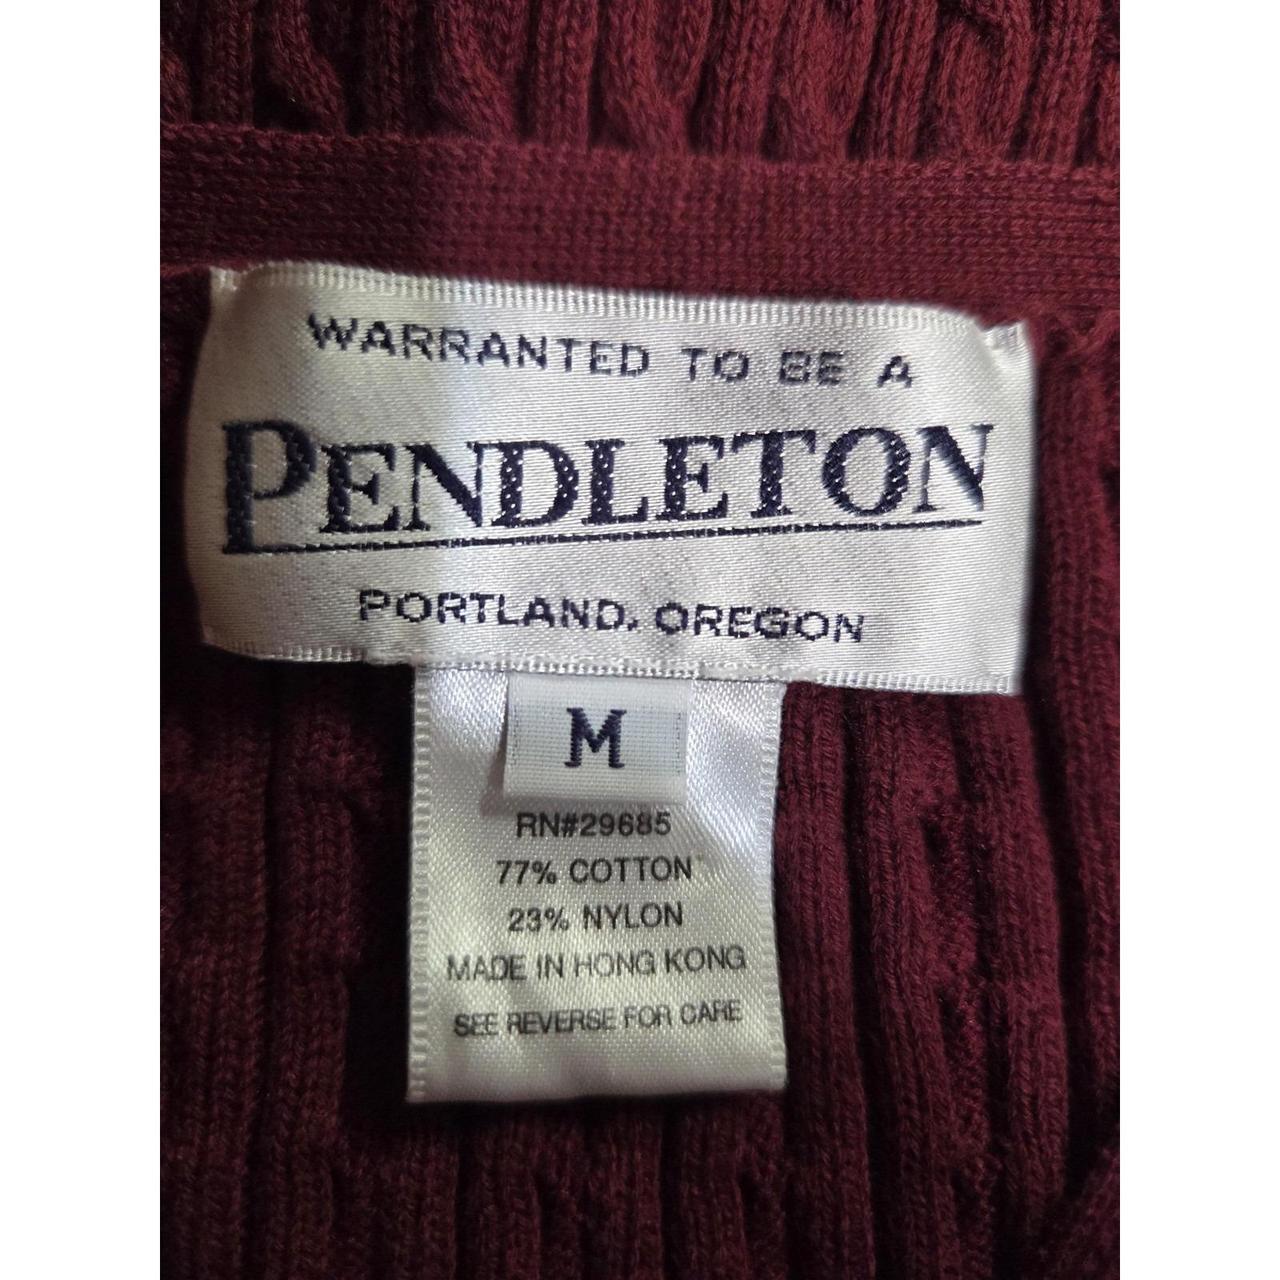 WARRANTED TO BE A
PENDLETON
PORTLAND, OREGON
M
RN#29685
77% COTTON
23% NYLON
MADE IN HONG KONG
SEE REVERSE FOR CARE